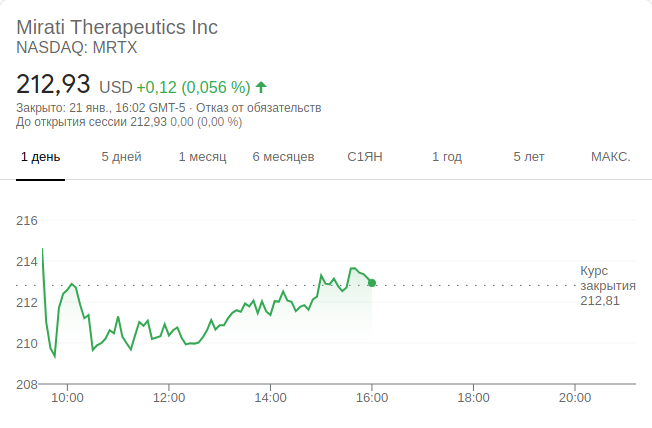 Mirati Therapeutics Inc
NASDAQ: MRTX
212,93 USD +0,12 (0,056 %)
Закрыто: 21 янв., 16:02 GMT-5 · Отказ от обязательств
До открытия сессии 212,93 0,00 (0,00 %)
1 день 5 дней 1 месяц 6 месяцев С1ЯН 1 год 5 лет МАКС.
216
214
Курс
закрытия
212,81
212
210
208
10:00 12:00 14:00 16:00 18:00 20:00